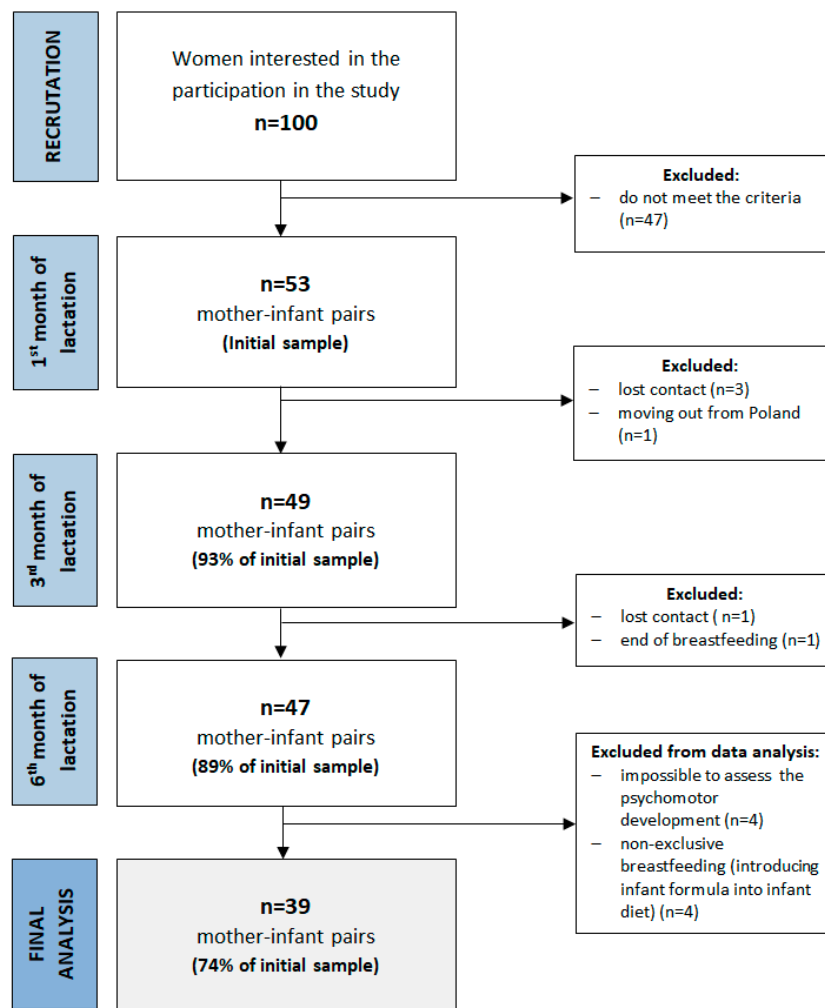 RECRUTATION
Women interested in the
participation in the study
n=100
Excluded:
– do not meet the criteria
(n=47)
1st month of
lactation
n=53
mother-infant pairs
(Initial sample)
Excluded:
– lost contact (n=3)
– moving out from Poland
(n=1)
3rd month of
lactation
n=49
mother-infant pairs
(93% of initial sample)
Excluded:
– lost contact ( n=1)
– end of breastfeeding (n=1)
6th month of
lactation
n=47
mother-infant pairs
(89% of initial sample)
Excluded from data analysis:
– impossible to assess the
psychomotor
development (n=4)
– non-exclusive
breastfeeding (introducing
infant formula into infant
diet) (n=4)
FINAL
ANALYSIS
n=39
mother-infant pairs
(74% of initial sample)